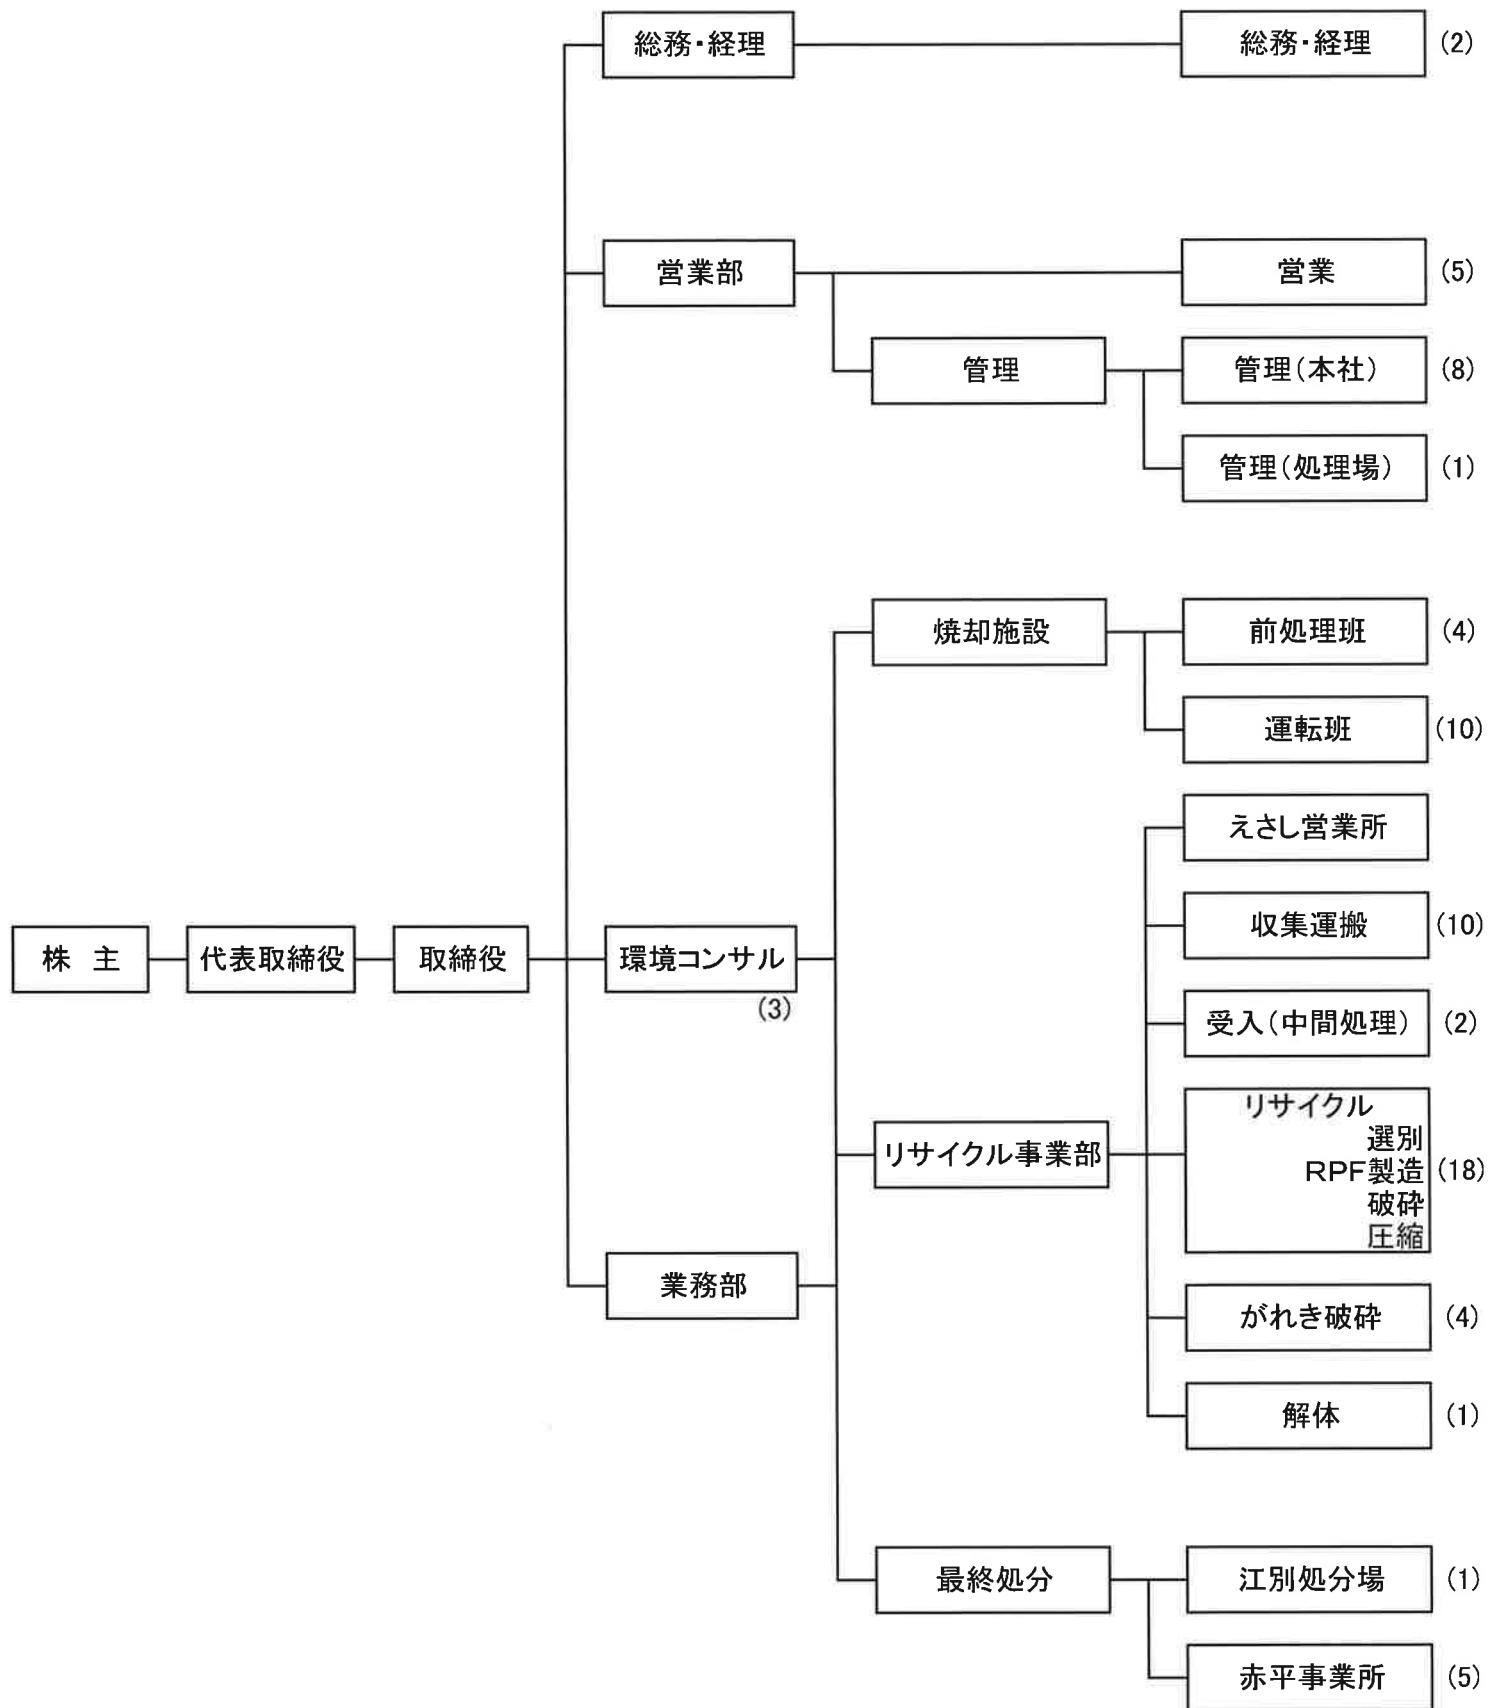 総務・経理
総務・経理 (2)
営業部
営業 (5)
管理
管理(本社) (8)
管理(処理場) (1)
焼却施設
前処理班 (4)
運転班 (10)
えさし営業所
収集運搬 (10)
株 主
代表取締役
取締役
環境コンサル
(3)
受入(中間処理) (2)
リサイクル事業部
リサイクル
選別
RPF製造 (18)
破砕
圧縮
業務部
がれき破砕 (4)
解体 (1)
最終処分
江別処分場 (1)
赤平事業所 (5)